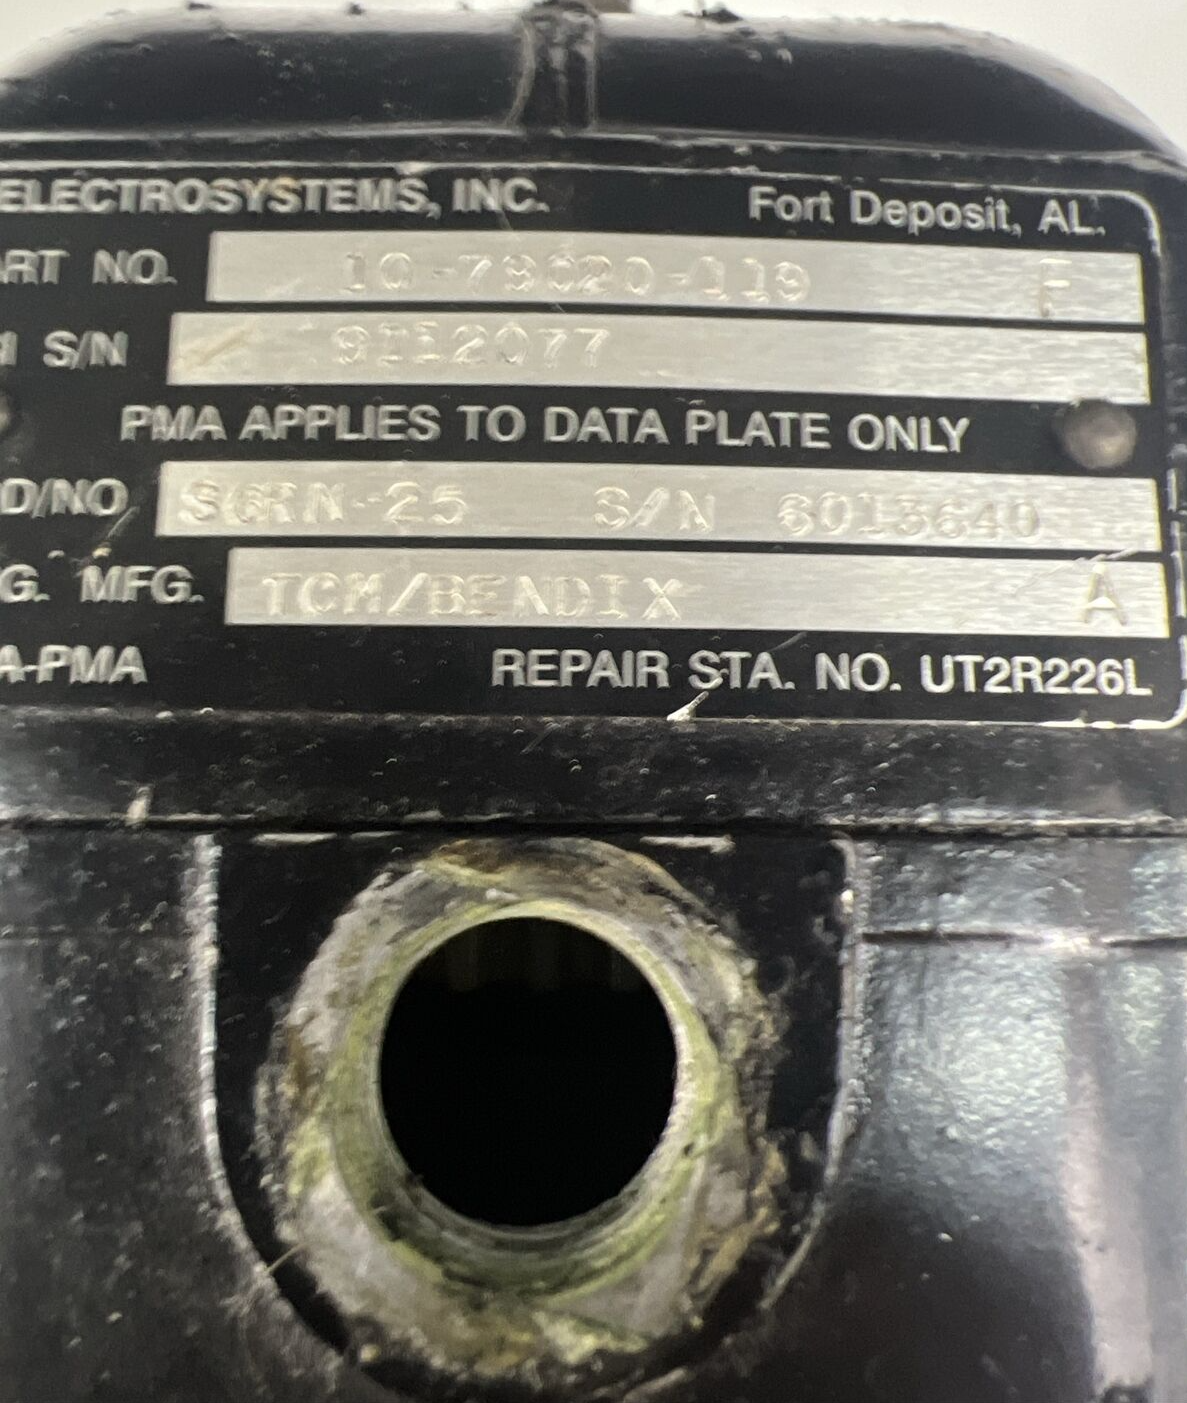 ELECTROSYSTEMS, INC. Fort Deposit, AL.
ART NO. 10-79020-119 F
I S/N 9I12077
PMA APPLIES TO DATA PLATE ONLY
D/NO S6RN-25 S/N 6013640
G. MFG. TCM/BENDIX A
A-PMA REPAIR STA. NO. UT2R226L